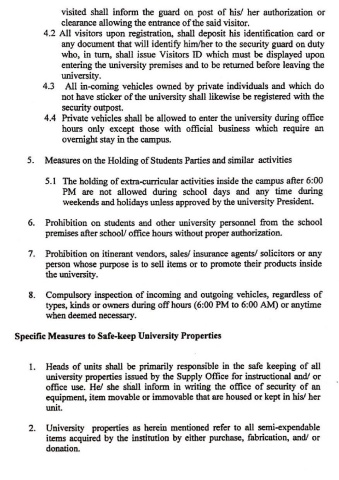 visited shall inform the guard on post of his/ her authorization or
clearance allowing the entrance of the said visitor.
4.2 All visitors upon registration, shall deposit his identification card or
any document that will identify him/her to the security guard on duty
who, in turn, shall issue Visitors ID which must be displayed upon
entering the university premises and to be returned before leaving the
university.
4.3 All in-coming vehicles owned by private individuals and which do
not have sticker of the university shall likewise be registered with the
security outpost.
4.4 Private vehicles shall be allowed to enter the university during office
hours only except those with official business which require an
overnight stay in the campus.
5. Measures on the Holding of Students Parties and similar activities
5.1 The holding of extra-curricular activities inside the campus after 6:00
PM are not allowed during school days and any time during
weekends and holidays unless approved by the university President.
6. Prohibition on students and other university personnel from the school
premises after school/ office hours without proper authorization.
7. Prohibition on itinerant vendors, sales/ insurance agents/ solicitors or any
person whose purpose is to sell items or to promote their products inside
the university.
8. Compulsory inspection of incoming and outgoing vehicles, regardless of
types, kinds or owners during off hours (6:00 PM to 6:00 AM) or anytime
when deemed necessary.
Specific Measures to Safe-keep University Properties
1. Heads of units shall be primarily responsible in the safe keeping of all
university properties issued by the Supply Office for instructional and/ or
office use. He/ she shall inform in writing the office of security of an
equipment, item movable or immovable that are housed or kept in his/ her
unit.
2. University properties as herein mentioned refer to all semi-expendable
items acquired by the institution by either purchase, fabrication, and/ or
donation.